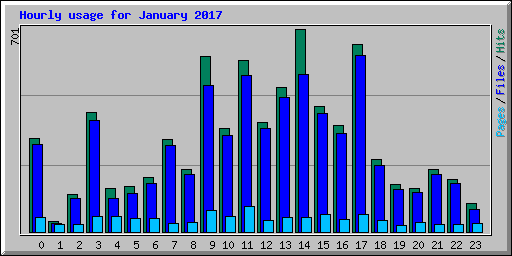 Hourly usage for January 2017
701
Pages / Files / Hits
0 1 2 3 4 5 6 7 8 9 10 11 12 13 14 15 16 17 18 19 20 21 22 23